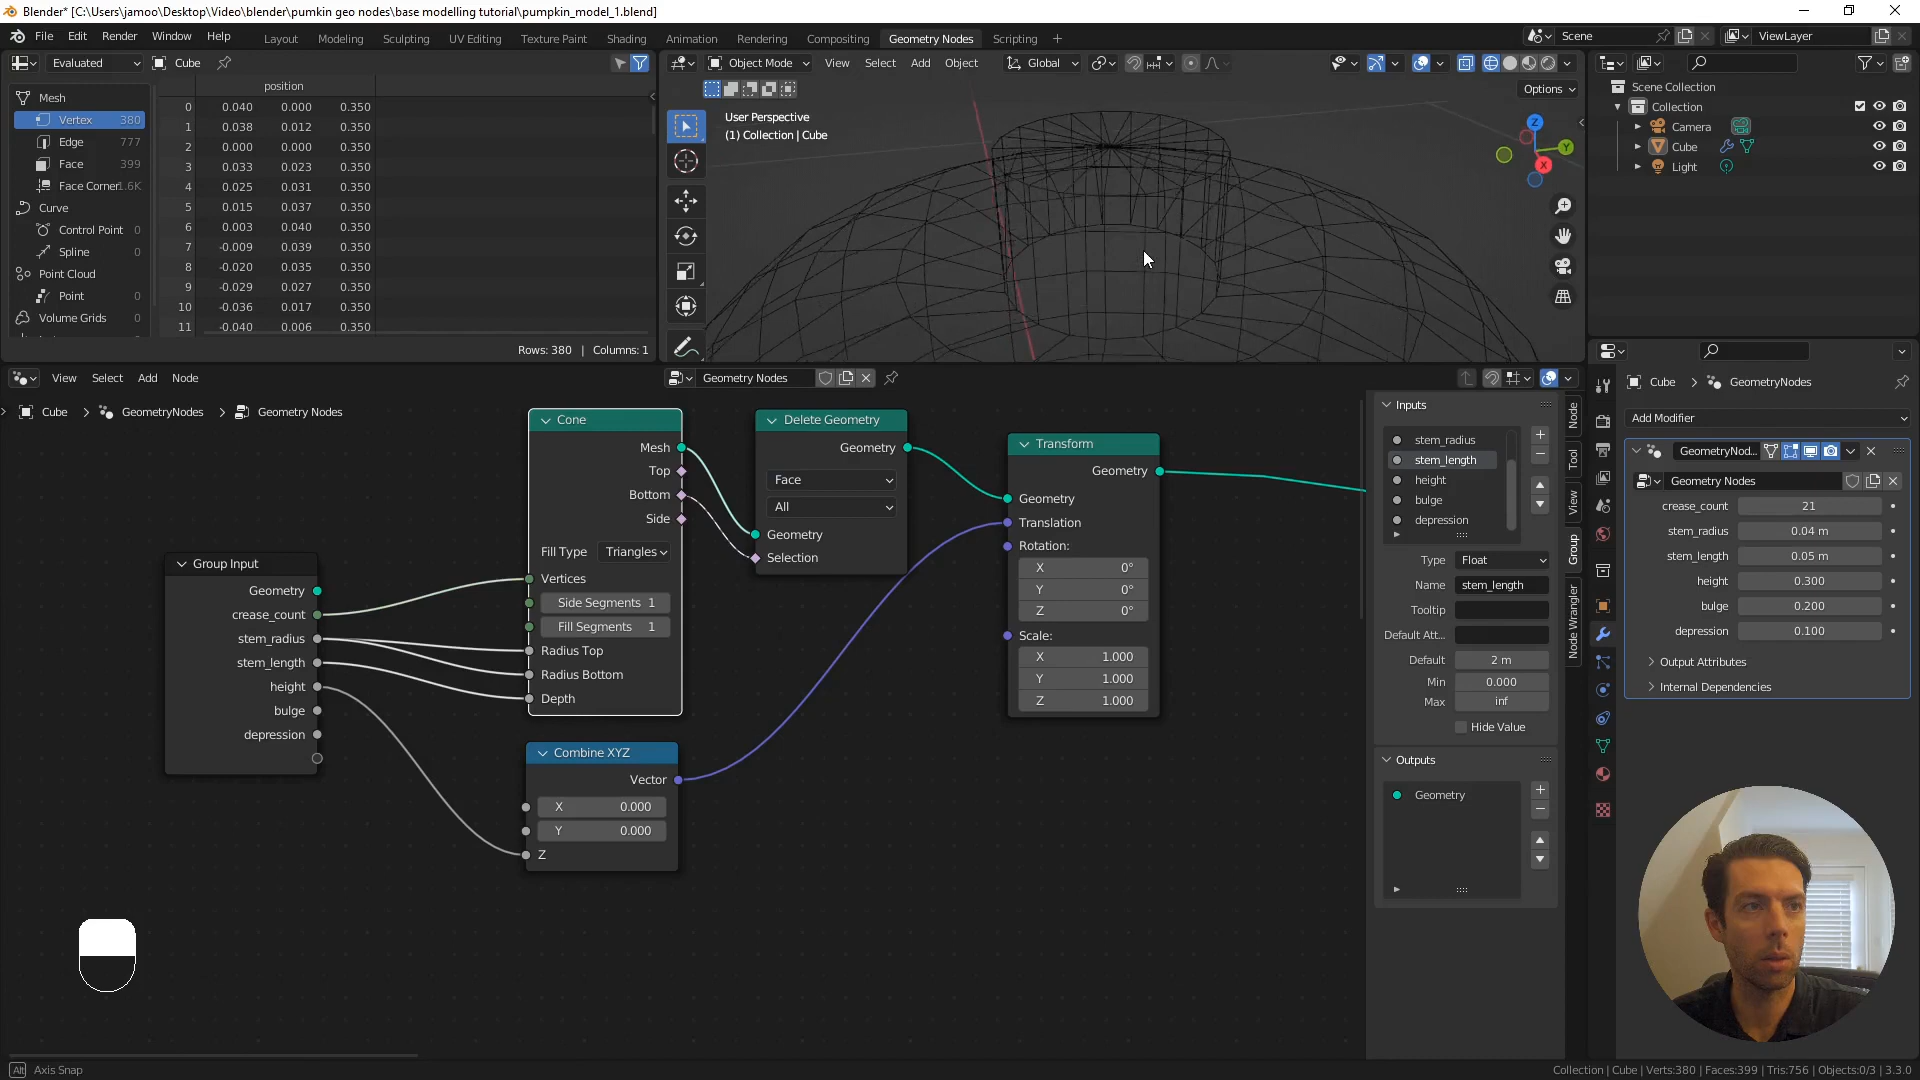 Blender* [C:\Users\jamoo\Desktop\Video\blender\pumkin geo nodes\base modelling tutorial\pumpkin_model_1.blend]
File Edit Render Window Help
Layout Modeling Sculpting UV Editing Texture Paint Shading Animation Rendering Compositing Geometry Nodes Scripting +
Scene
ViewLayer
Evaluated
Cube
position
Mesh
Vertex 380
Edge 777
Face 399
Face Corner 1.6K
Curve
Control Point 0
Spline 0
Point Cloud
Point 0
Volume Grids
0 0.040 0.000 0.350
1 0.038 0.012 0.350
2 0.000 0.000 0.350
3 0.033 0.023 0.350
4 0.025 0.031 0.350
5 0.015 0.037 0.350
6 0.003 0.040 0.350
7 -0.009 0.039 0.350
8 -0.020 0.035 0.350
9 -0.029 0.027 0.350
10 -0.036 0.017 0.350
11 -0.040 0.006 0.350
Rows: 380 | Columns: 1
Object Mode View Select Add Object
Global
Options
User Perspective
(1) Collection | Cube
Z
Y
X
Scene Collection
Collection
Camera
Cube
Light
View Select Add Node
Geometry Nodes
Cube > GeometryNodes > Geometry Nodes
Group Input
Geometry
crease_count
stem_radius
stem_length
height
bulge
depression
Cone
Mesh
Top
Bottom
Side
Fill Type Triangles
Vertices
Side Segments 1
Fill Segments 1
Radius Top
Radius Bottom
Depth
Combine XYZ
Vector
X 0.000
Y 0.000
Z
Delete Geometry
Geometry
Face
All
Geometry
Selection
Transform
Geometry
Geometry
Translation
Rotation:
X 0°
Y 0°
Z 0°
Scale:
X 1.000
Y 1.000
Z 1.000
Inputs
stem_radius
stem_length
height
bulge
depression
Type Float
Name stem_length
Tooltip
Default Att...
Default 2 m
Min 0.000
Max inf
Hide Value
Outputs
Geometry
Node
Tool
View
Group
Node Wrangler
Cube > GeometryNodes
Add Modifier
GeometryNod...
Geometry Nodes
crease_count 21
stem_radius 0.04 m
stem_length 0.05 m
height 0.300
bulge 0.200
depression 0.100
Output Attributes
Internal Dependencies
Alt Axis Snap
Collection | Cube | Verts:380 | Faces:399 | Tris:756 | Objects:0/3 | 3.3.0